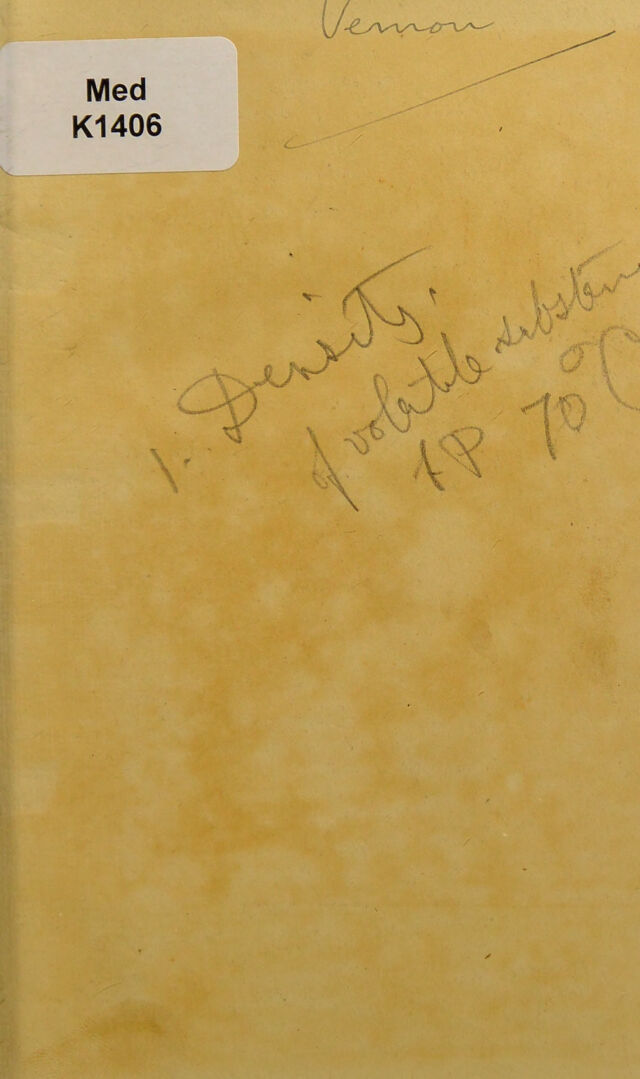 Vernon
Med
K1406
1. Density.
of volatile substan
AP 70°C